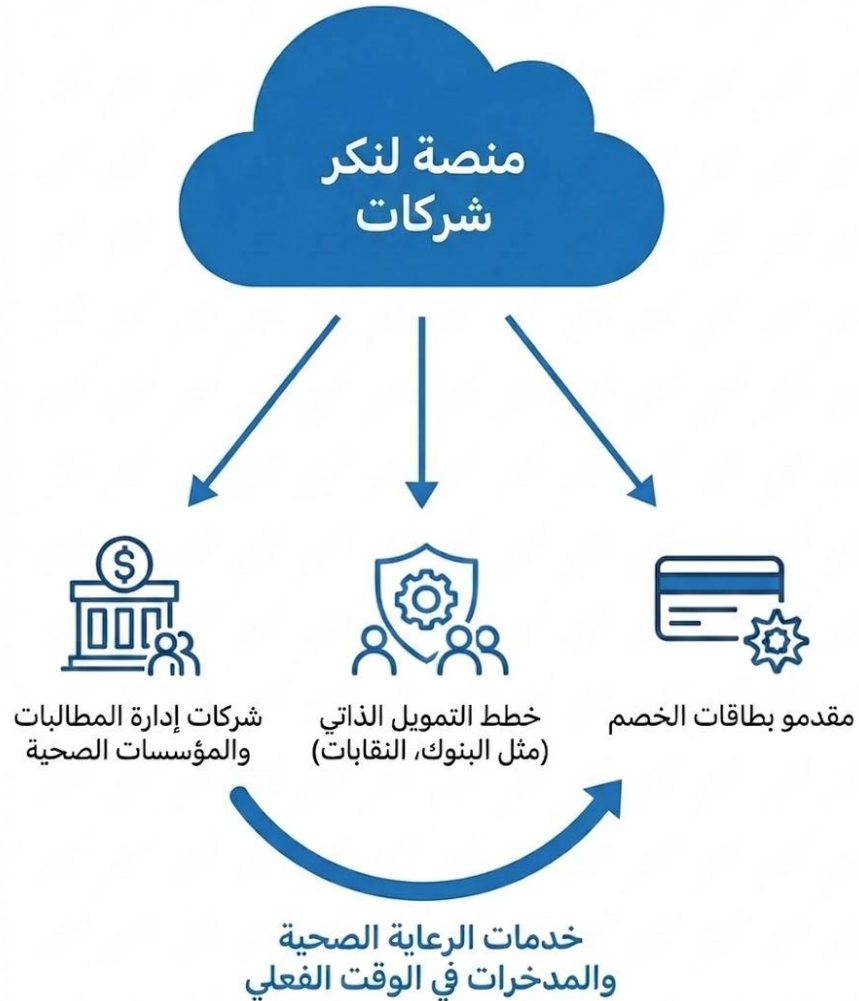 منصة لنكر
شركات
$
مقدمو بطاقات الخصم
خطط التمويل الذاتي
(مثل البنوك، النقابات)
شركات إدارة المطالبات
والمؤسسات الصحية
خدمات الرعاية الصحية
والمدخرات في الوقت الفعلي